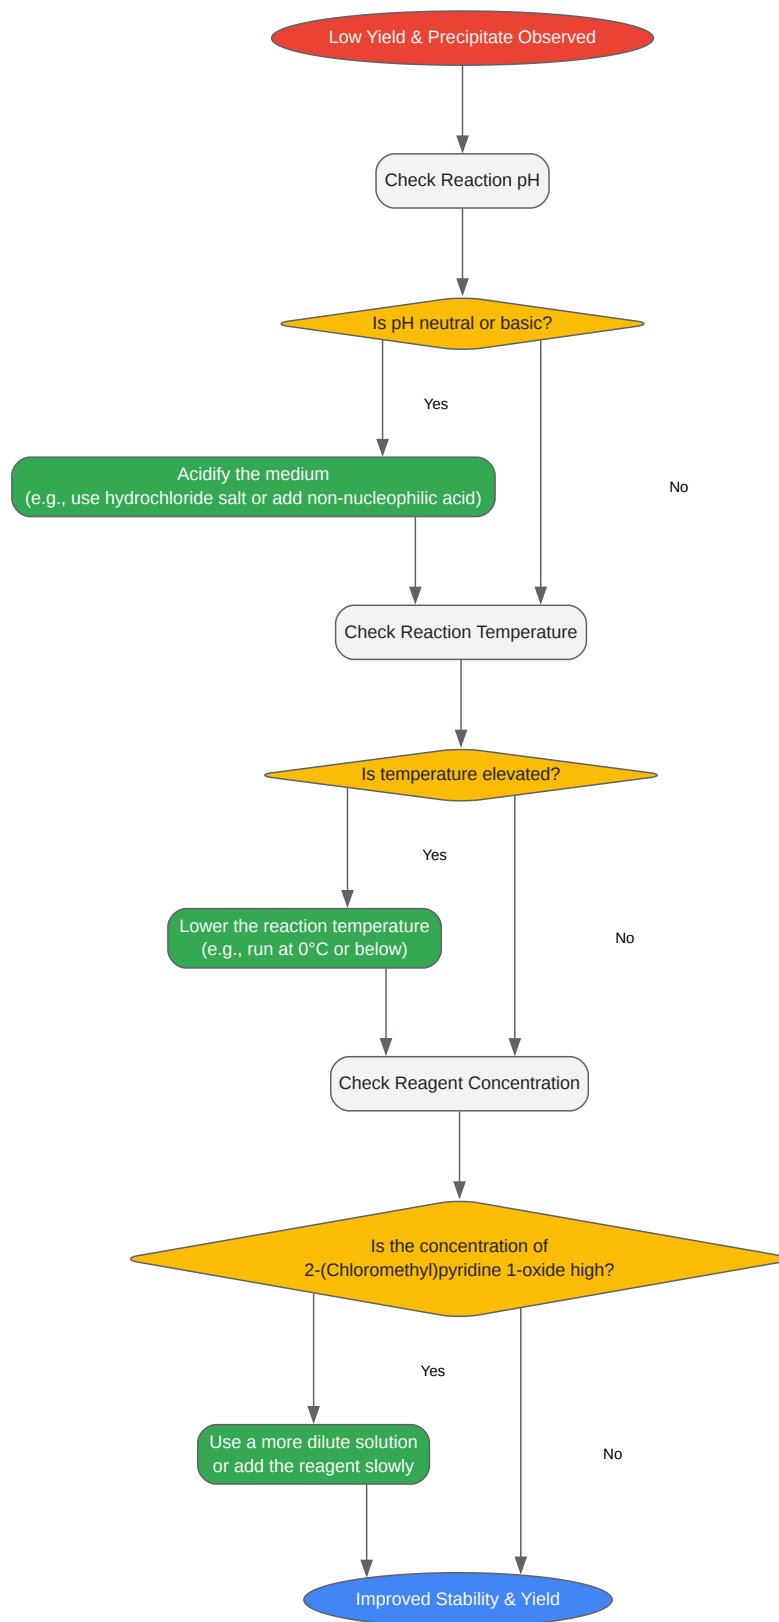 Low Yield & Precipitate Observed
Check Reaction pH
Is pH neutral or basic?
Yes
Acidify the medium
(e.g., use hydrochloride salt or add non-nucleophilic acid)
No
Check Reaction Temperature
Is temperature elevated?
Yes
Lower the reaction temperature
(e.g., run at 0°C or below)
No
Check Reagent Concentration
Is the concentration of
2-(Chloromethyl)pyridine 1-oxide high?
Yes
Use a more dilute solution
or add the reagent slowly
No
Improved Stability & Yield